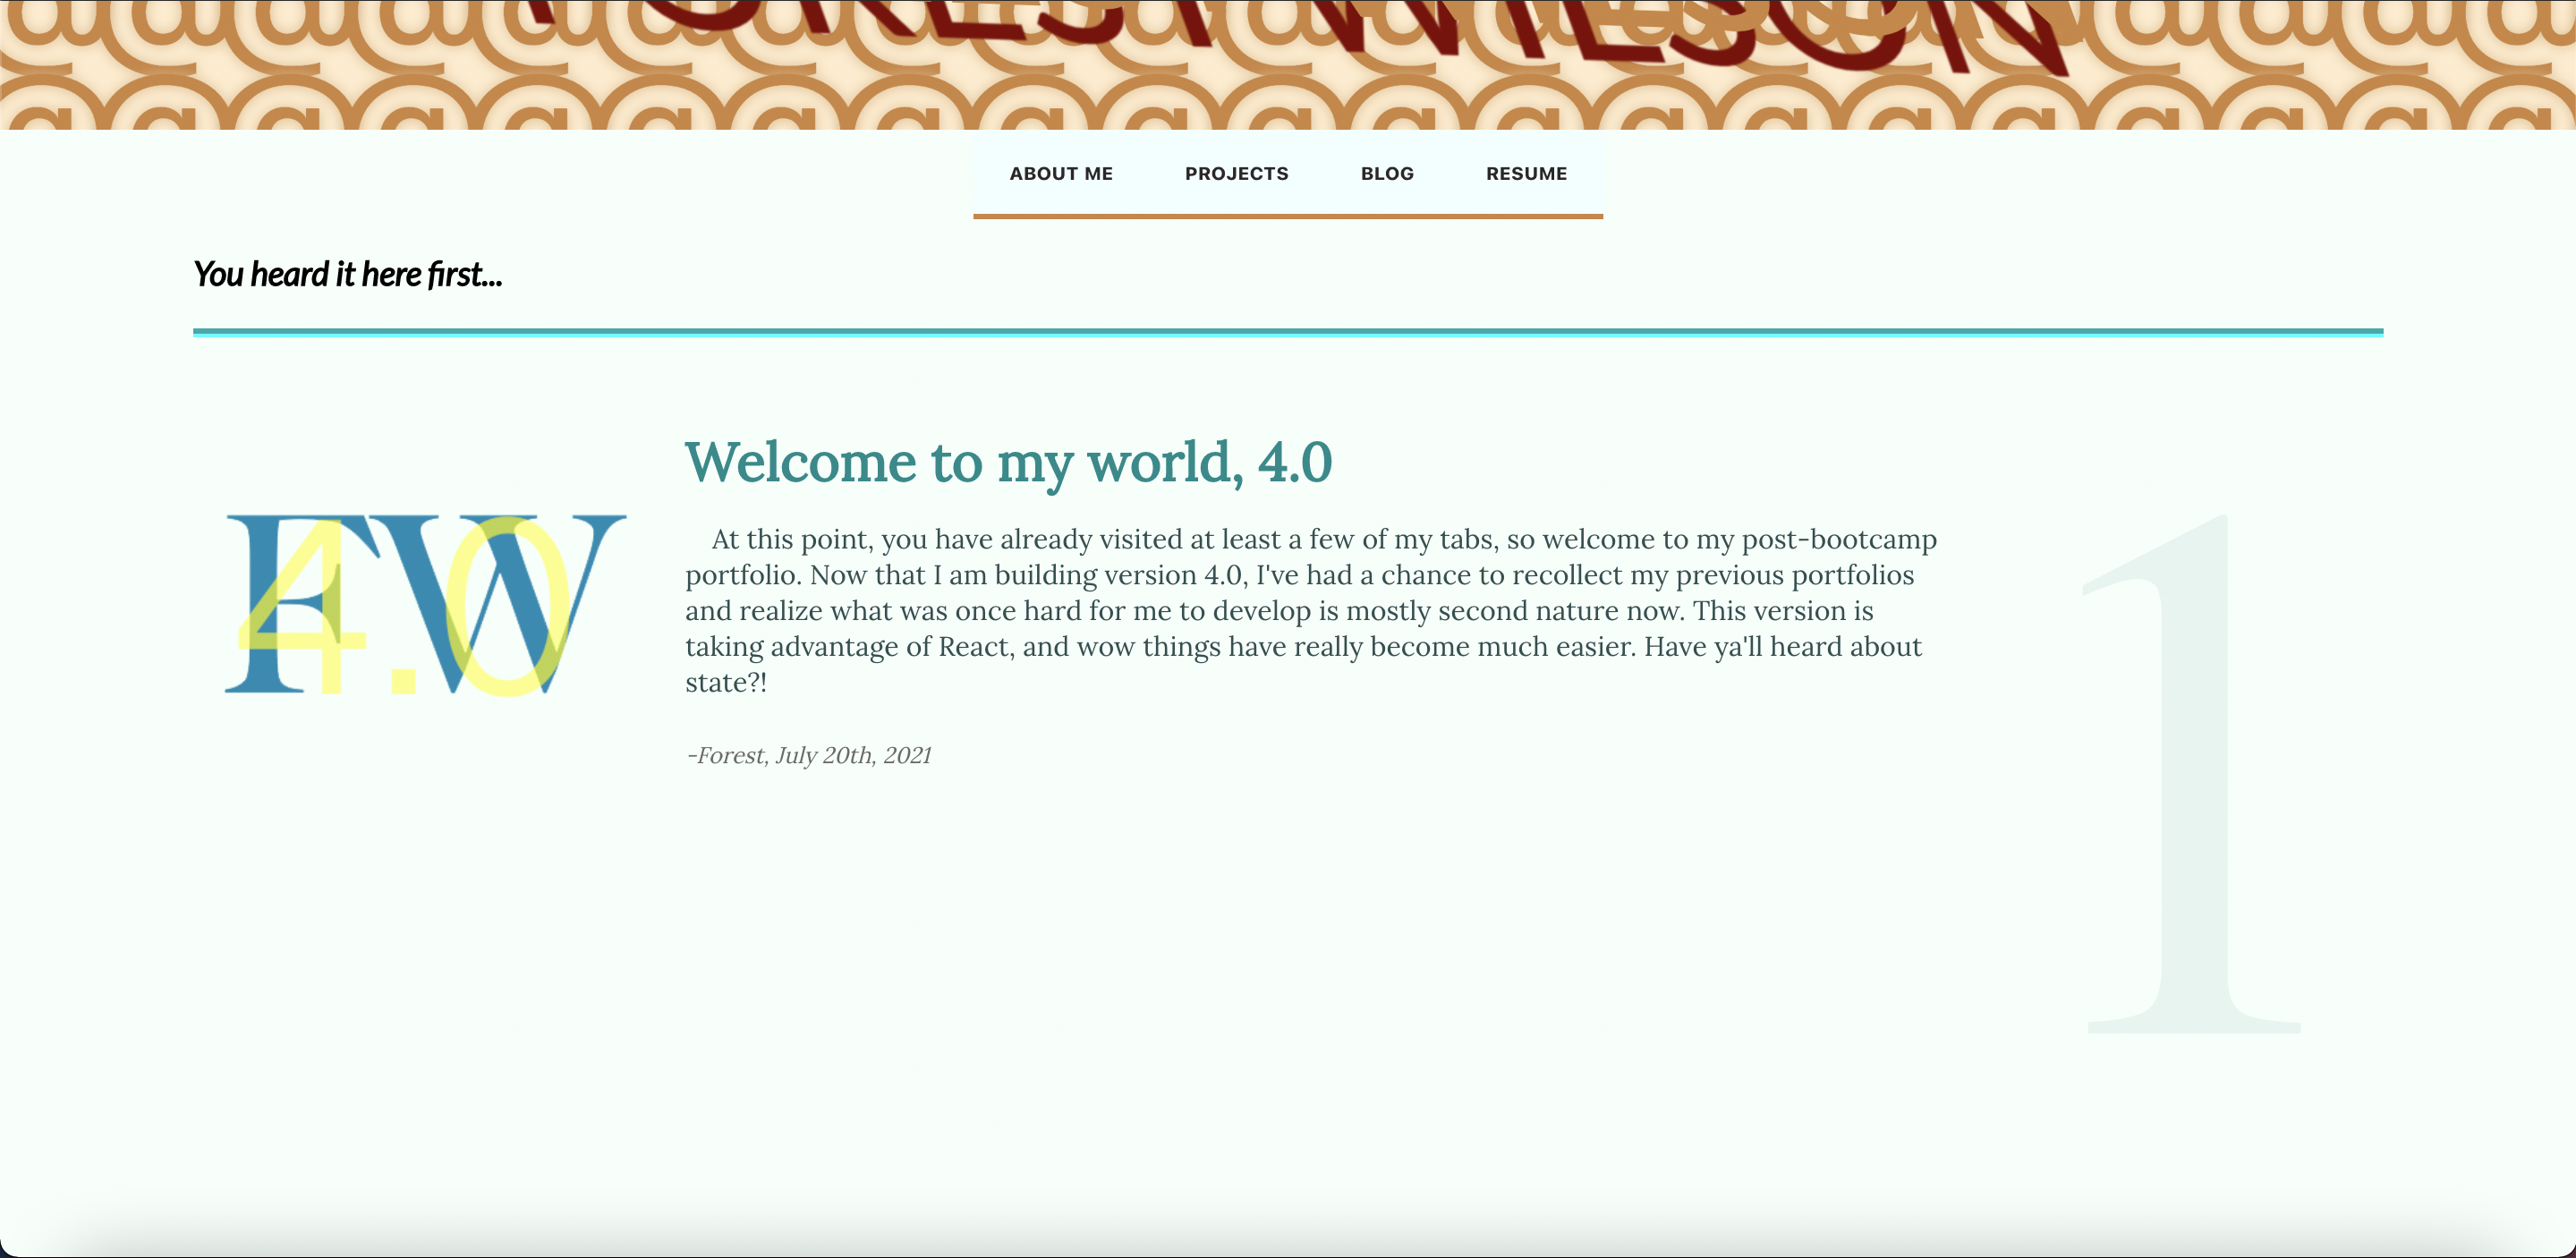 FOREST WILSON
ABOUT ME PROJECTS BLOG RESUME
You heard it here first...
Welcome to my world, 4.0
At this point, you have already visited at least a few of my tabs, so welcome to my post-bootcamp
portfolio. Now that I am building version 4.0, I've had a chance to recollect my previous portfolios
and realize what was once hard for me to develop is mostly second nature now. This version is
taking advantage of React, and wow things have really become much easier. Have ya'll heard about
state?!
-Forest, July 20th, 2021
FW
4.0
1